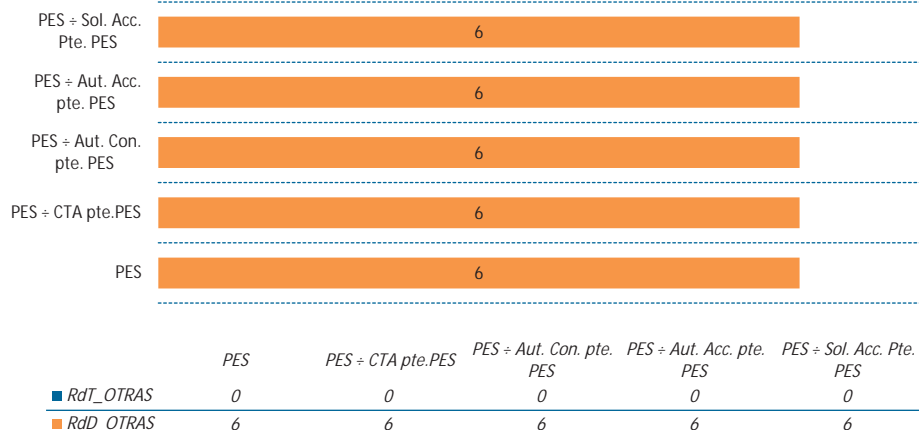 PES ÷ Sol. Acc.
Pte. PES
6
PES ÷ Aut. Acc.
pte. PES
6
PES ÷ Aut. Con.
pte. PES
6
PES ÷ CTA pte.PES
6
PES
6
PES PES ÷ CTA pte.PES PES ÷ Aut. Con. pte. PES ÷ Aut. Acc. pte. PES ÷ Sol. Acc. Pte.
PES PES PES
RdT_OTRAS 0 0 0 0 0
RdD_OTRAS 6 6 6 6 6